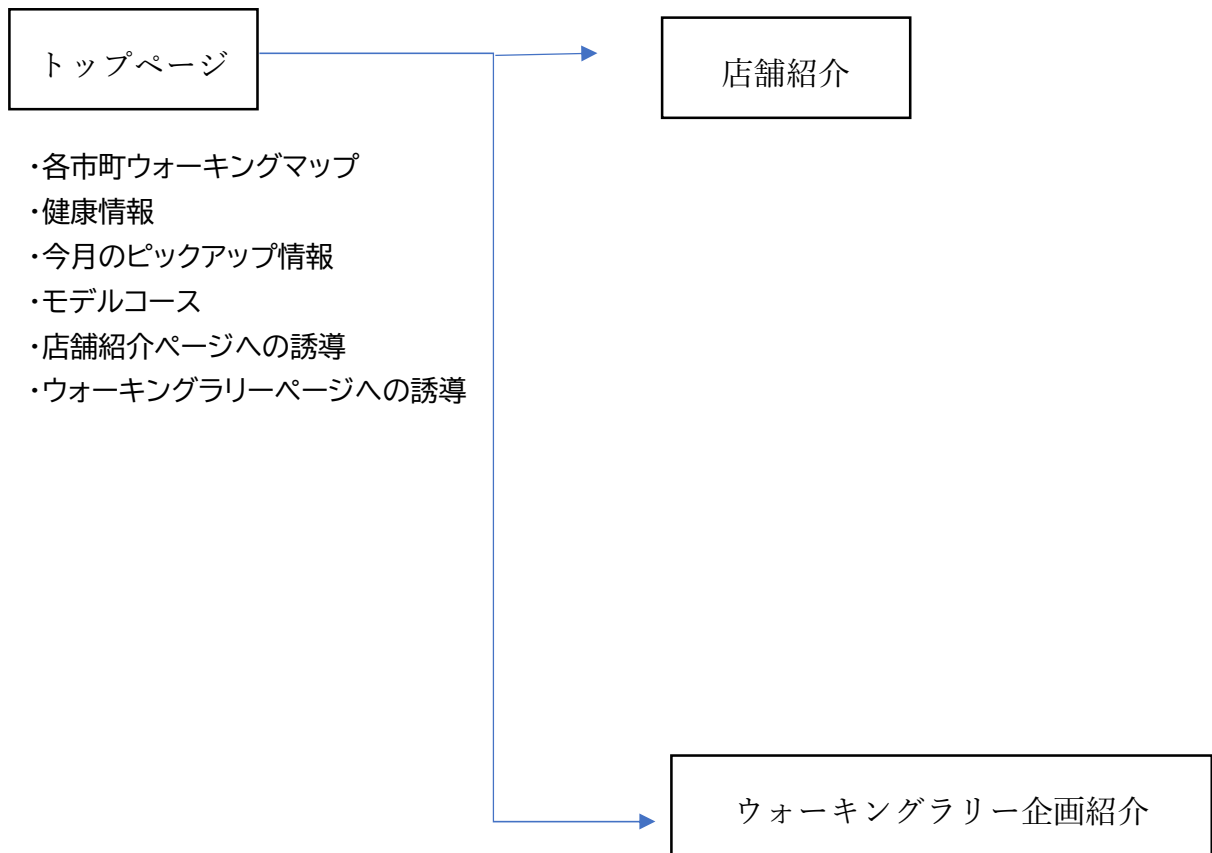 トップページ
店舗紹介
・各市町ウォーキングマップ
・健康情報
・今月のピックアップ情報
・モデルコース
・店舗紹介ページへの誘導
・ウォーキングラリーページへの誘導
ウォーキングラリー企画紹介